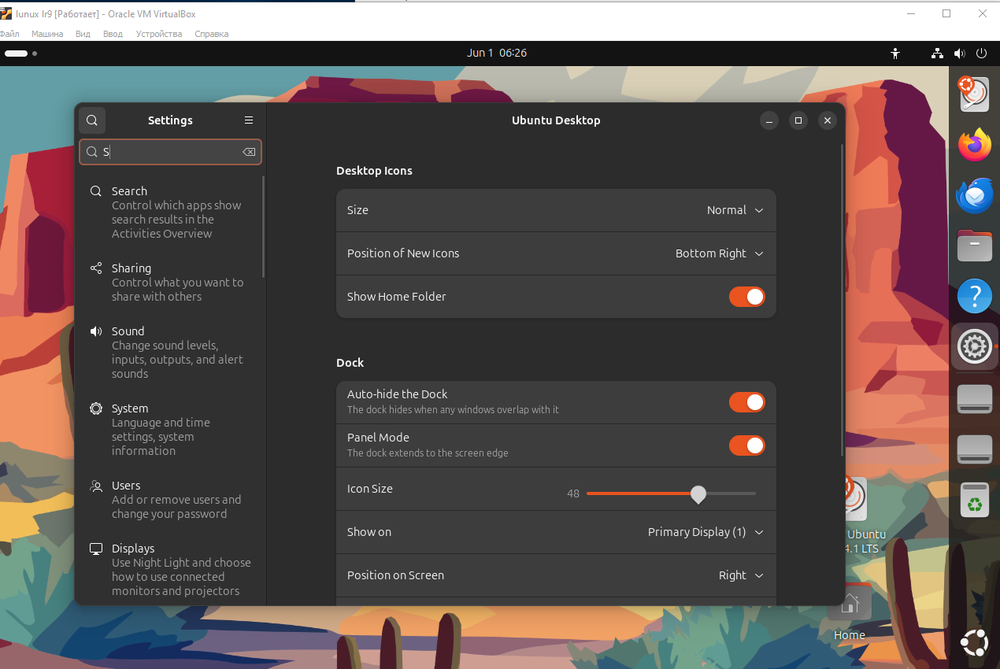 lunux lr9 [Работает] - Oracle VM VirtualBox
Файл Машина Вид Ввод Устройства Справка
Jun 1 06:26
Settings
Ubuntu Desktop
S
Search
Control which apps show
search results in the
Activities Overview
Sharing
Control what you want to
share with others
Sound
Change sound levels,
inputs, outputs, and alert
sounds
System
Language and time
settings, system
information
Users
Add or remove users and
change your password
Displays
Use Night Light and choose
how to use connected
monitors and projectors
Desktop Icons
Size Normal
Position of New Icons Bottom Right
Show Home Folder
Dock
Auto-hide the Dock
The dock hides when any windows overlap with it
Panel Mode
The dock extends to the screen edge
Icon Size 48
Show on Primary Display (1)
Position on Screen Right
Ubuntu
4.1 LTS
Home